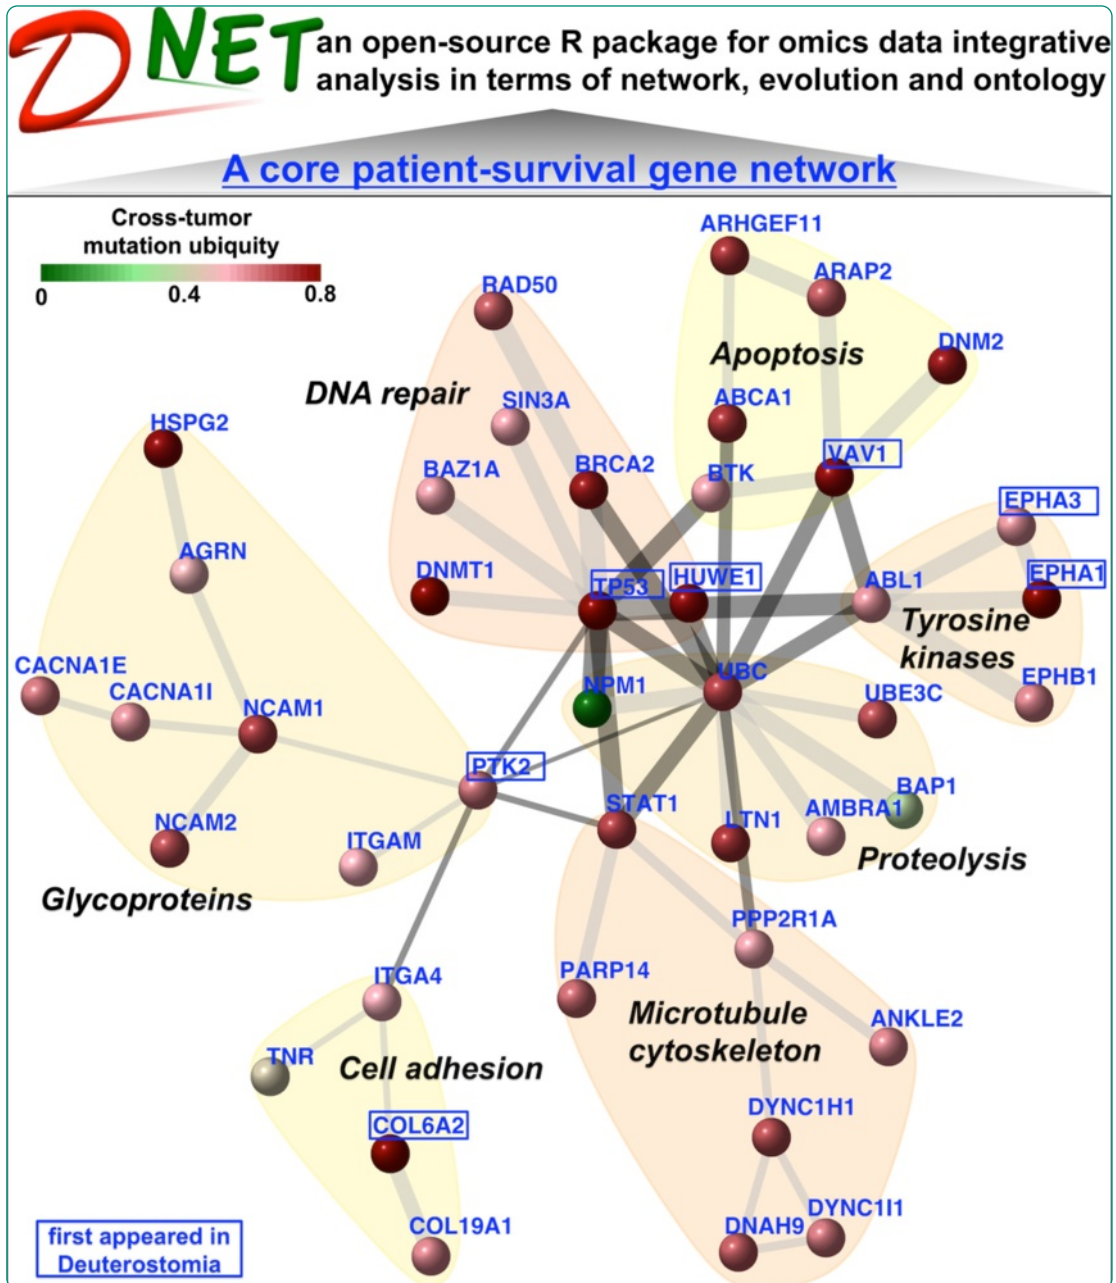 DNET
an open-source R package for omics data integrative
analysis in terms of network, evolution and ontology
A core patient-survival gene network
Cross-tumor
mutation ubiquity
0
0.4
0.8
ARHGEF11
ARAP2
RAD50
Apoptosis
DNM2
DNA repair
SIN3A
ABCA1
HSPG2
BAZ1A
BRCA2
BTK
VAV1
EPHA3
AGRN
DNMT1
TP53
HUWE1
ABL1
EPHA1
Tyrosine
kinases
CACNA1E
CACNA1I
NCAM1
NPM1
UBC
UBE3C
EPHB1
PTK2
BAP1
NCAM2
ITGAM
STAT1
LTN1
AMBRA1
Proteolysis
Glycoproteins
PPP2R1A
ITGA4
PARP14
Microtubule
cytoskeleton
ANKLE2
TNR
Cell adhesion
COL6A2
DYNC1H1
COL19A1
DNAH9
DYNC1I1
first appeared in
Deuterostomia